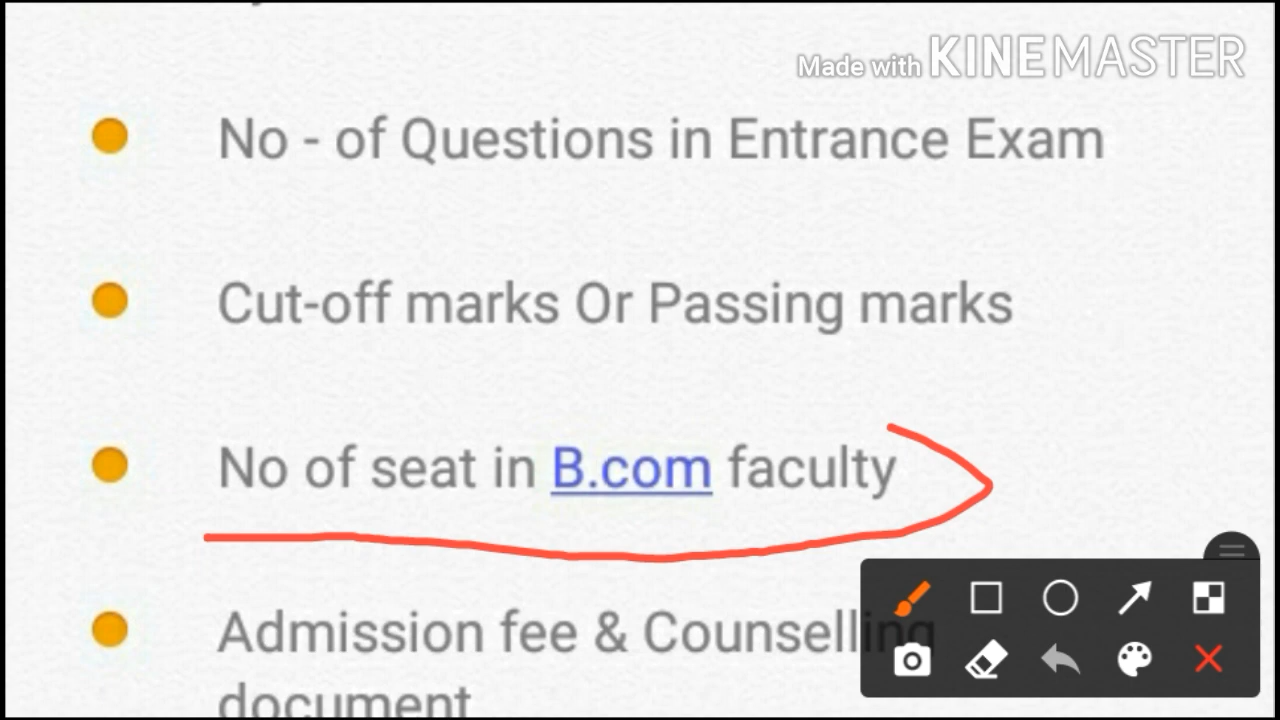 Made with KINEMASTER
No - of Questions in Entrance Exam
Cut-off marks Or Passing marks
No of seat in B.com faculty
Admission fee & Counselling
document